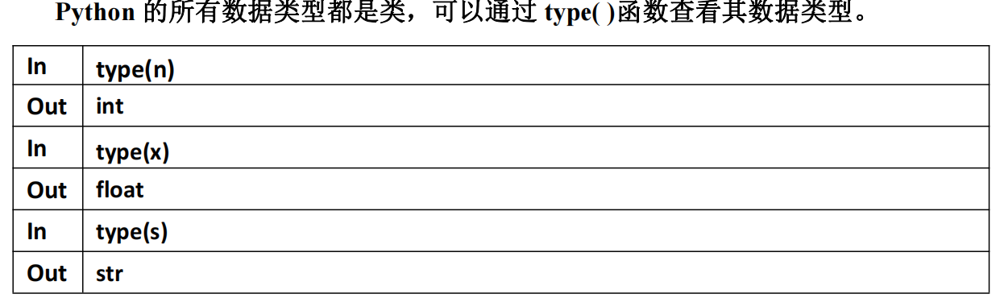 Python 的所有数据类型都是类，可以通过 type( )函数查看其数据类型。
In type(n)
Out int
In type(x)
Out float
In type(s)
Out str